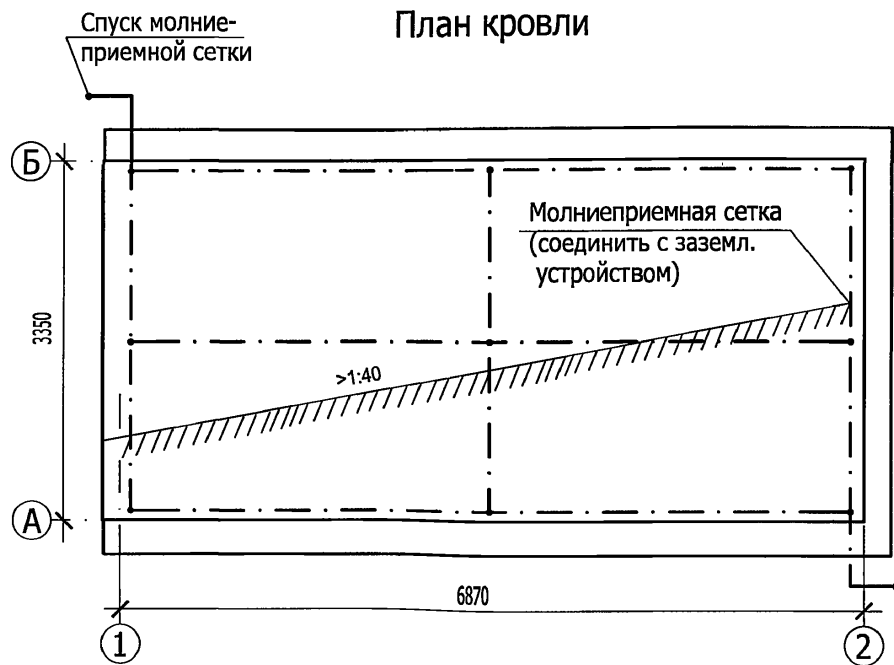 План кровли
Спуск молние-
приемной сетки
Б
Молниеприемная сетка
(соединить с заземл.
устройством)
3350
>1:40
А
6870
1
2